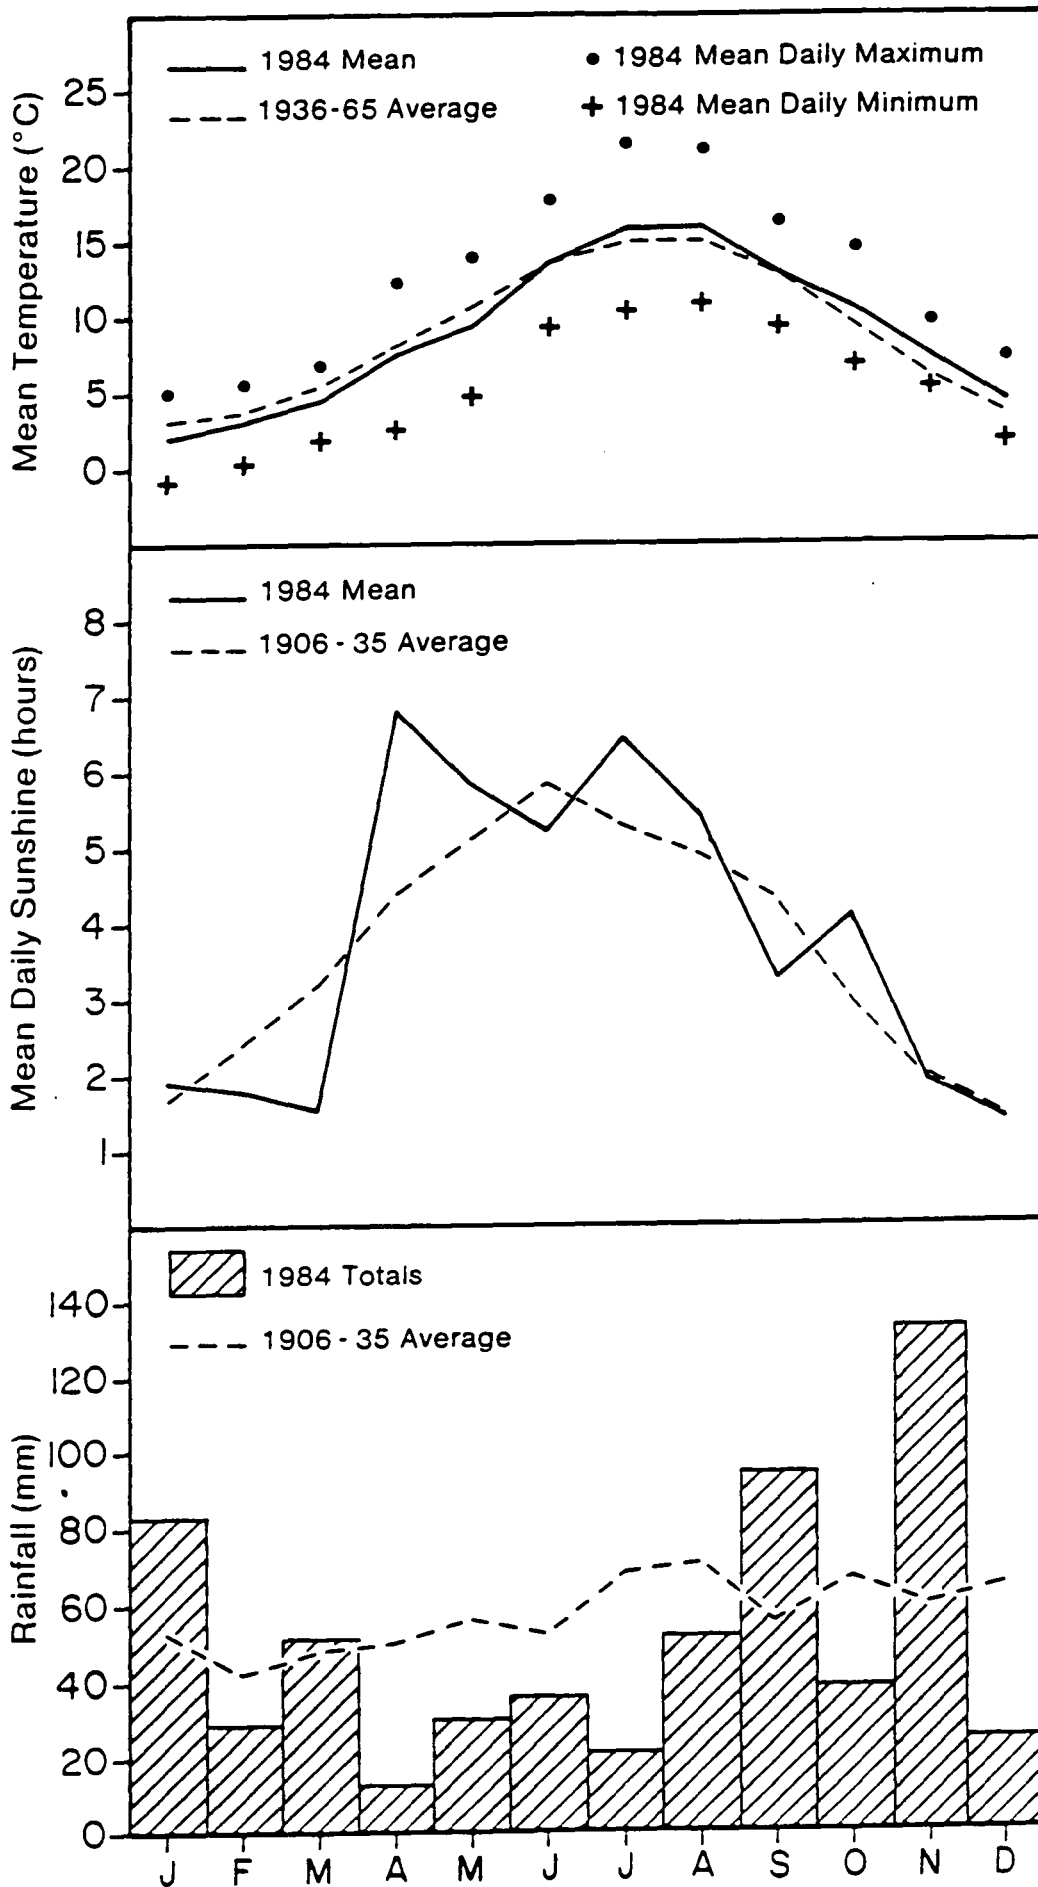 1984 Mean
1936-65 Average
1984 Mean Daily Maximum
1984 Mean Daily Minimum
Mean Temperature (°C)
25
20
15
10
5
0
1984 Mean
1906-35 Average
Mean Daily Sunshine (hours)
8
7
6
5
4
3
2
1
1984 Totals
1906-35 Average
Rainfall (mm)
140
120
100
80
60
40
20
0
J F M A M J J A S O N D